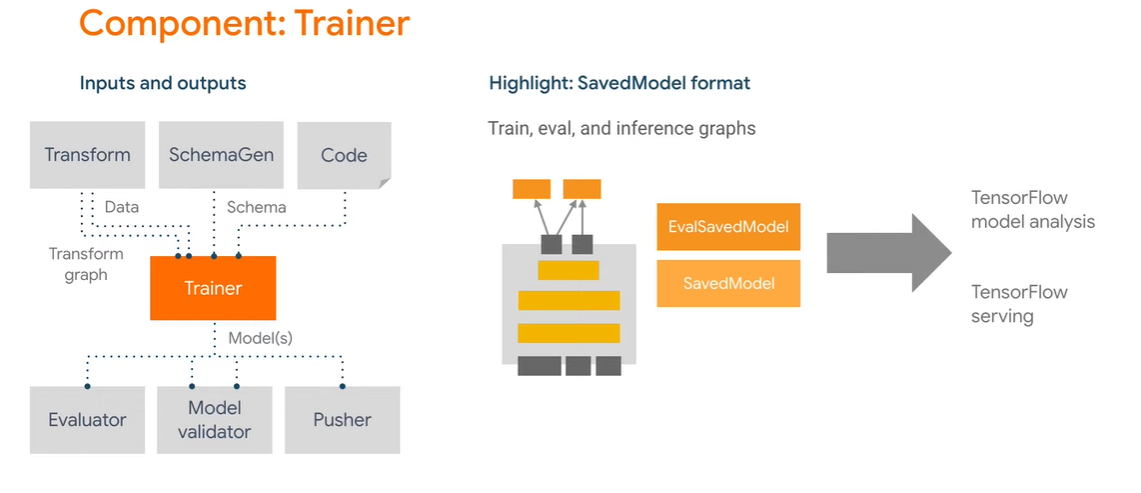 Component: Trainer
Inputs and outputs
Transform
SchemaGen
Code
Data
Schema
Transform
graph
Trainer
Model(s)
Evaluator
Model
validator
Pusher
Highlight: SavedModel format
Train, eval, and inference graphs
EvalSavedModel
SavedModel
TensorFlow
model analysis
TensorFlow
serving